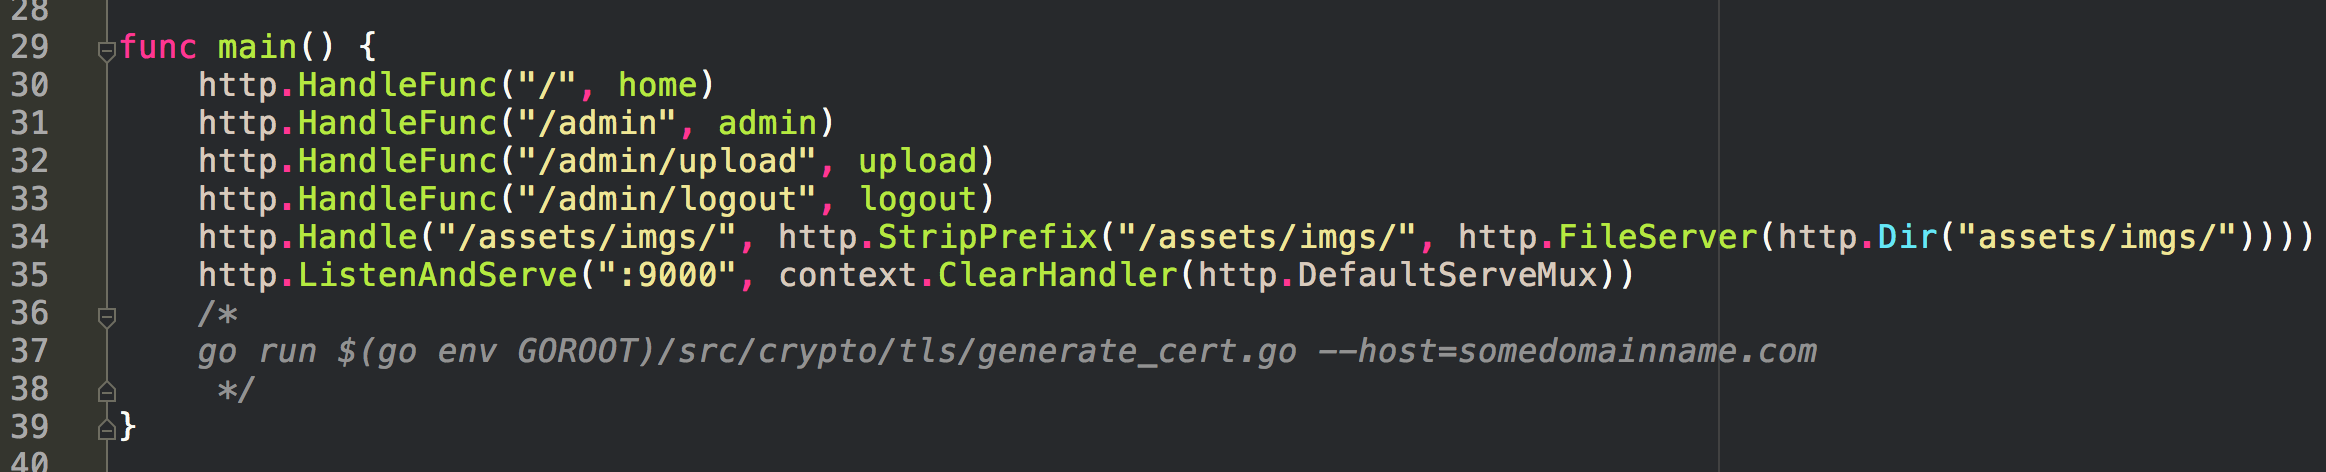 28
29 func main() {
30     http.HandleFunc("/", home)
31     http.HandleFunc("/admin", admin)
32     http.HandleFunc("/admin/upload", upload)
33     http.HandleFunc("/admin/logout", logout)
34     http.Handle("/assets/imgs/", http.StripPrefix("/assets/imgs/", http.FileServer(http.Dir("assets/imgs/"))))
35     http.ListenAndServe(":9000", context.ClearHandler(http.DefaultServeMux))
36     /*
37     go run $(go env GOROOT)/src/crypto/tls/generate_cert.go --host=somedomainname.com
38      */
39 }
40